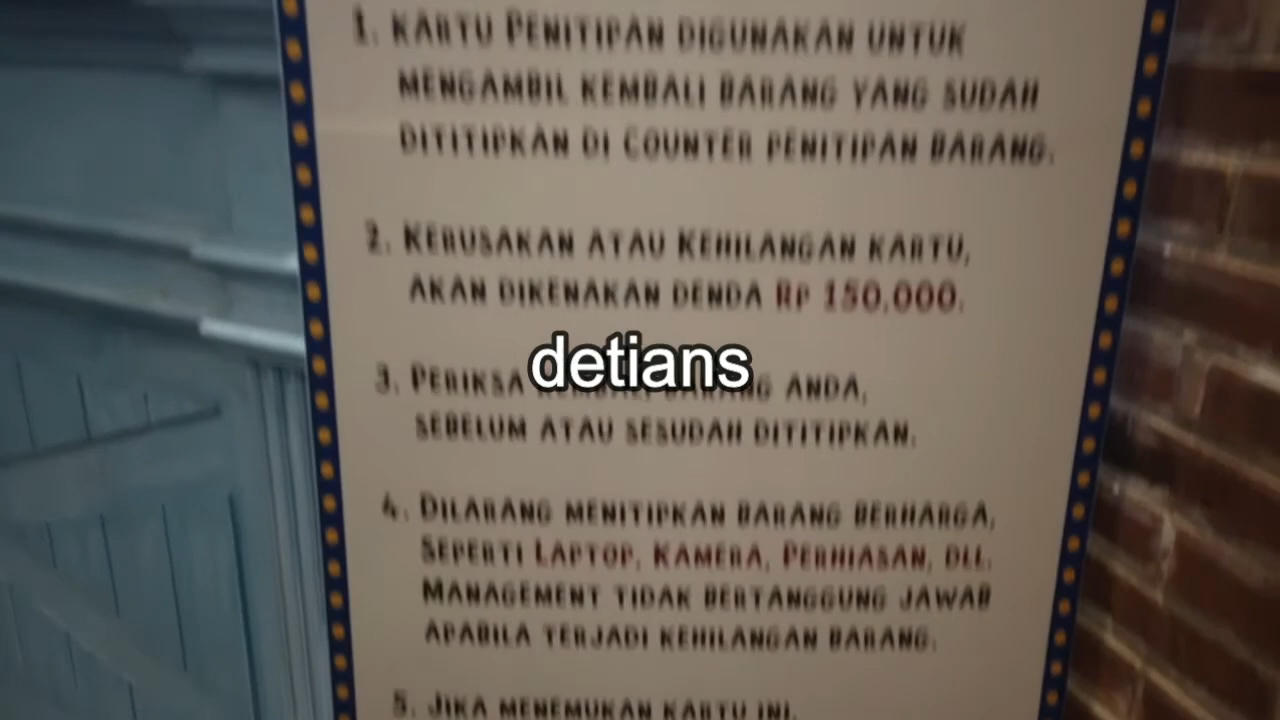 1. KARTU PENITIPAN DIGUNAKAN UNTUK
MENGAMBIL KEMBALI BARANG YANG SUDAH
DITITIPKAN DI COUNTER PENITIPAN BARANG.
2. KERUSAKAN ATAU KEHILANGAN KARTU,
AKAN DIKENAKAN DENDA RP 150.000.
detians
3. PERIKSA KEMBALI BARANG ANDA,
SEBELUM ATAU SESUDAH DITITIPKAN.
4. DILARANG MENITIPKAN BARANG BERHARGA,
SEPERTI LAPTOP, KAMERA, PERHIASAN, DLL.
MANAGEMENT TIDAK BERTANGGUNG JAWAB
APABILA TERJADI KEHILANGAN BARANG.
5. JIKA MENEMUKAN KARTU INI,